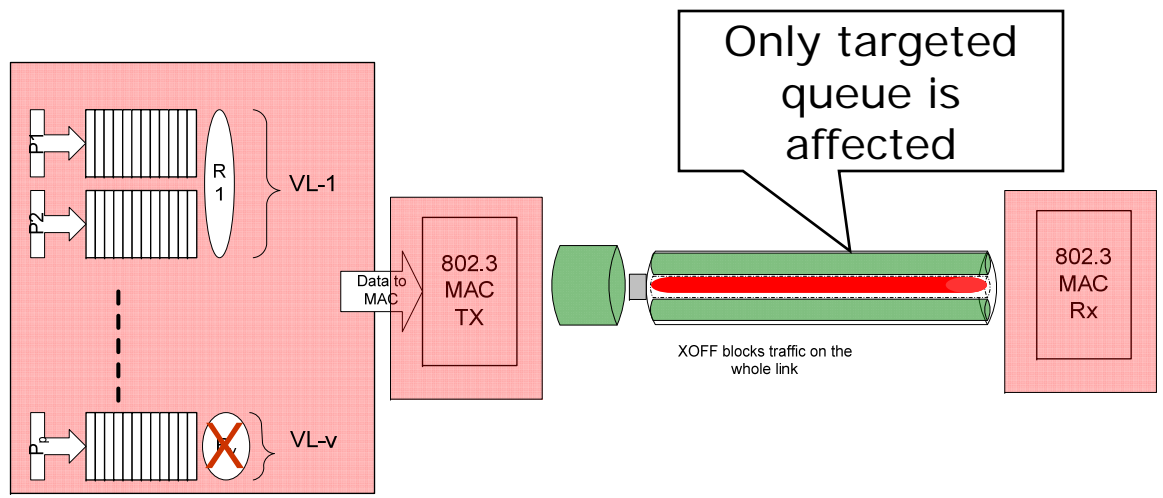 Only targeted
queue is
affected
P1
R
1
VL-1
P2
Data to
MAC
802.3
MAC
TX
802.3
MAC
Rx
XOFF blocks traffic on the
whole link
Pp
VL-v